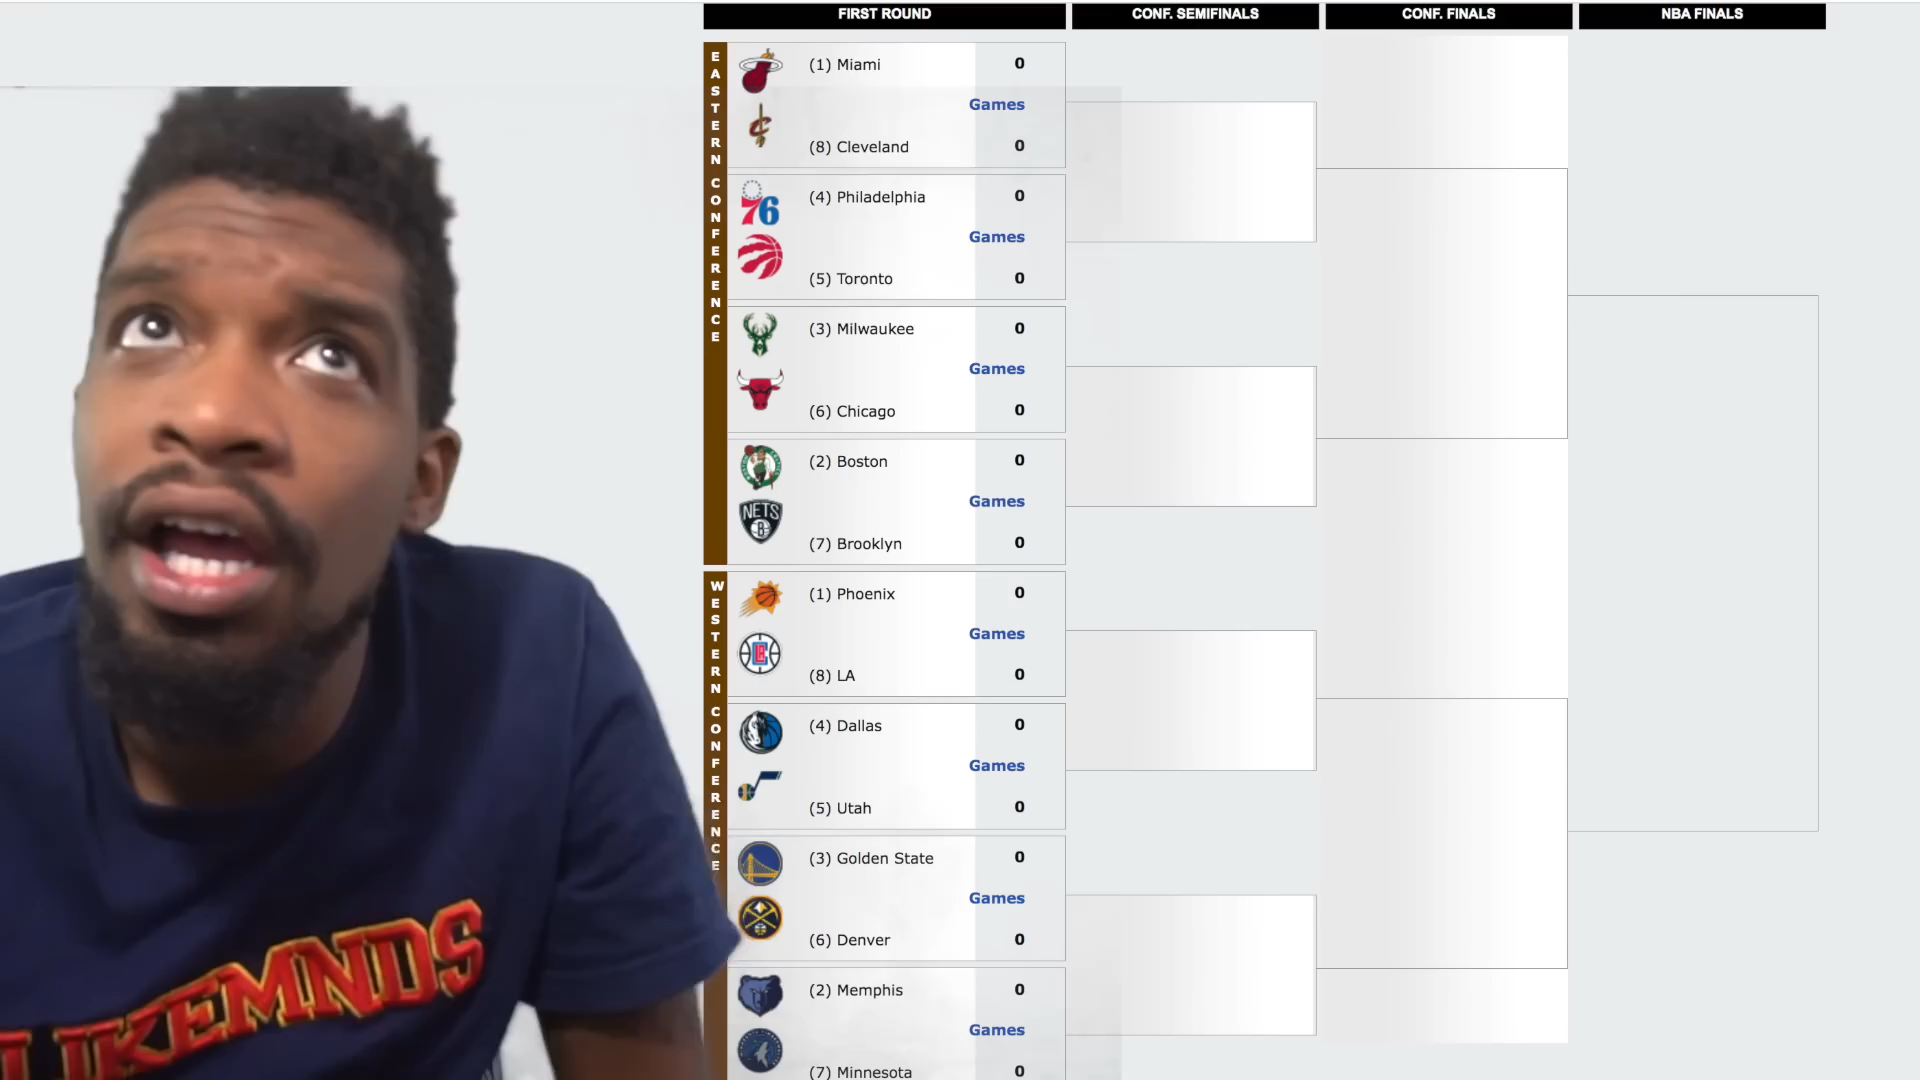 FIRST ROUND
CONF. SEMIFINALS
CONF. FINALS
NBA FINALS
EASTERN CONFERENCE
(1) Miami 0
Games
(8) Cleveland 0
76
(4) Philadelphia 0
Games
(5) Toronto 0
(3) Milwaukee 0
Games
(6) Chicago 0
(2) Boston 0
Games
NETS
B
(7) Brooklyn 0
WESTERN CONFERENCE
(1) Phoenix 0
Games
(8) LA 0
(4) Dallas 0
Games
(5) Utah 0
(3) Golden State 0
Games
(6) Denver 0
(2) Memphis 0
Games
(7) Minnesota 0
LIKEMNDS